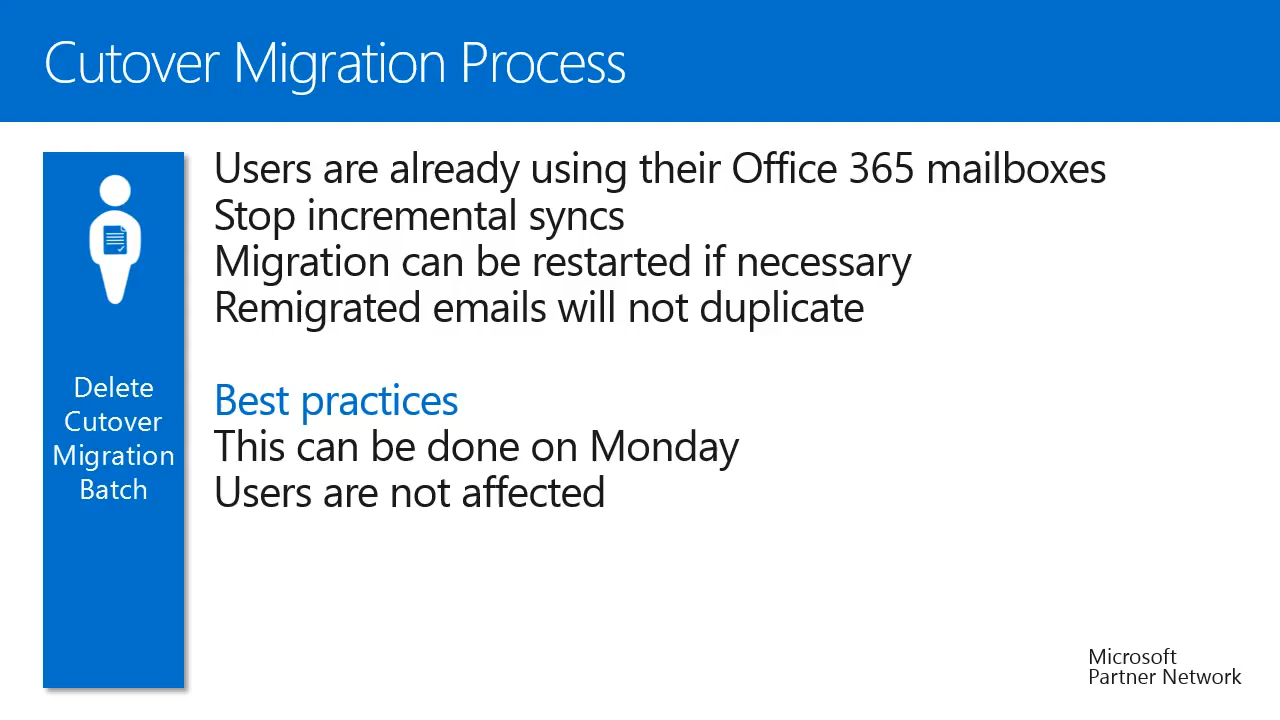 Cutover Migration Process
Delete
Cutover
Migration
Batch
Users are already using their Office 365 mailboxes
Stop incremental syncs
Migration can be restarted if necessary
Remigrated emails will not duplicate
Best practices
This can be done on Monday
Users are not affected
Microsoft
Partner Network